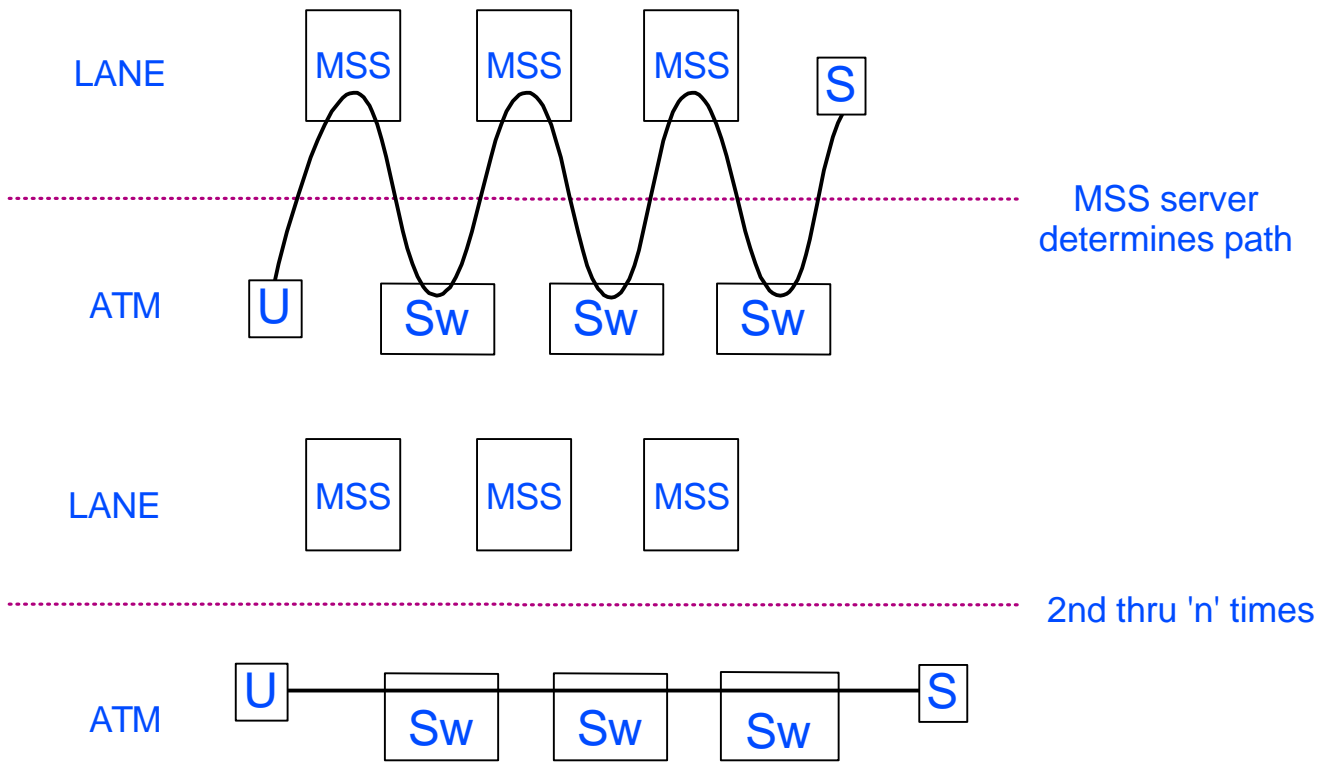 LANE
MSS MSS MSS S
MSS server
determines path
ATM
U Sw Sw Sw
LANE
MSS MSS MSS
2nd thru 'n' times
ATM
U Sw Sw Sw S